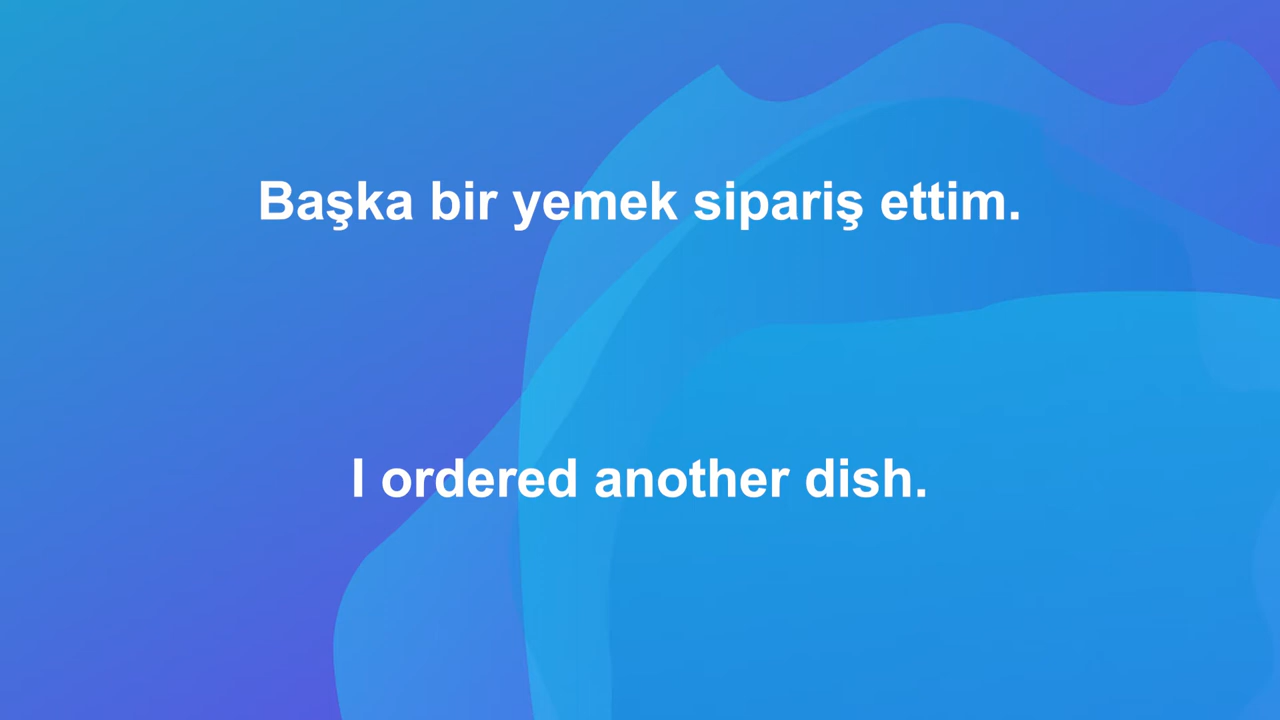 Başka bir yemek sipariş ettim.
I ordered another dish.